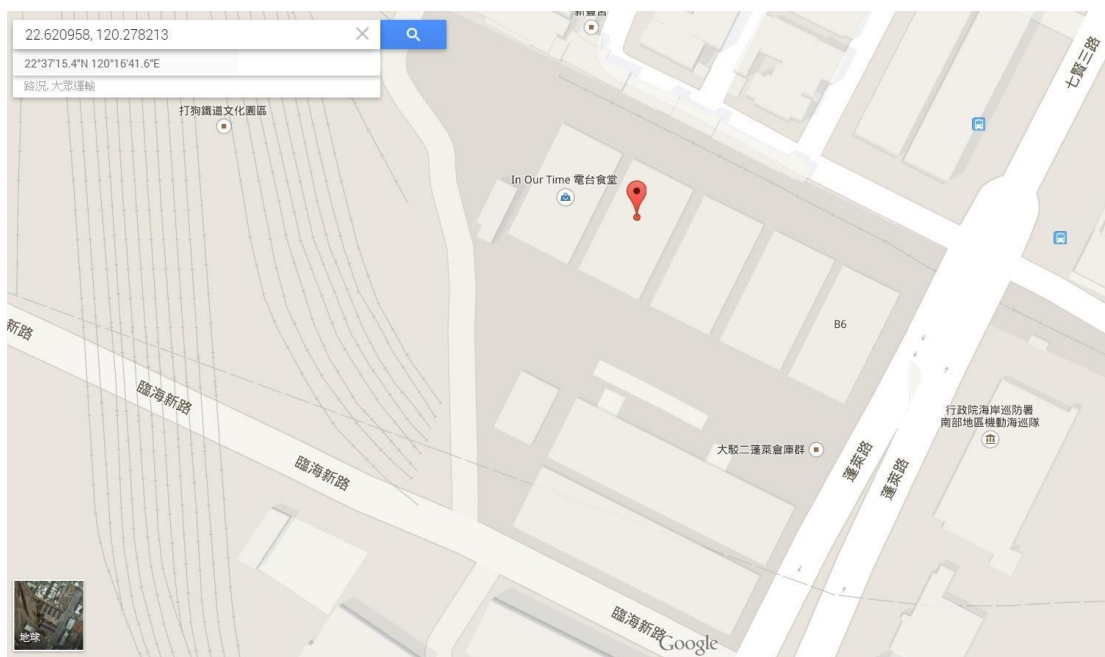 22.620958, 120.278213
22°37'15.4"N 120°16'41.6"E
路況, 大眾運輸
新豐宮
七賢三路
打狗鐵道文化園區
In Our Time 電台食堂
B6
新路
臨海新路
行政院海岸巡防署
南部地區機動海巡隊
大駁二蓬萊倉庫群
蓬萊路
蓬萊路
臨海新路
臨海新路
地球
Google